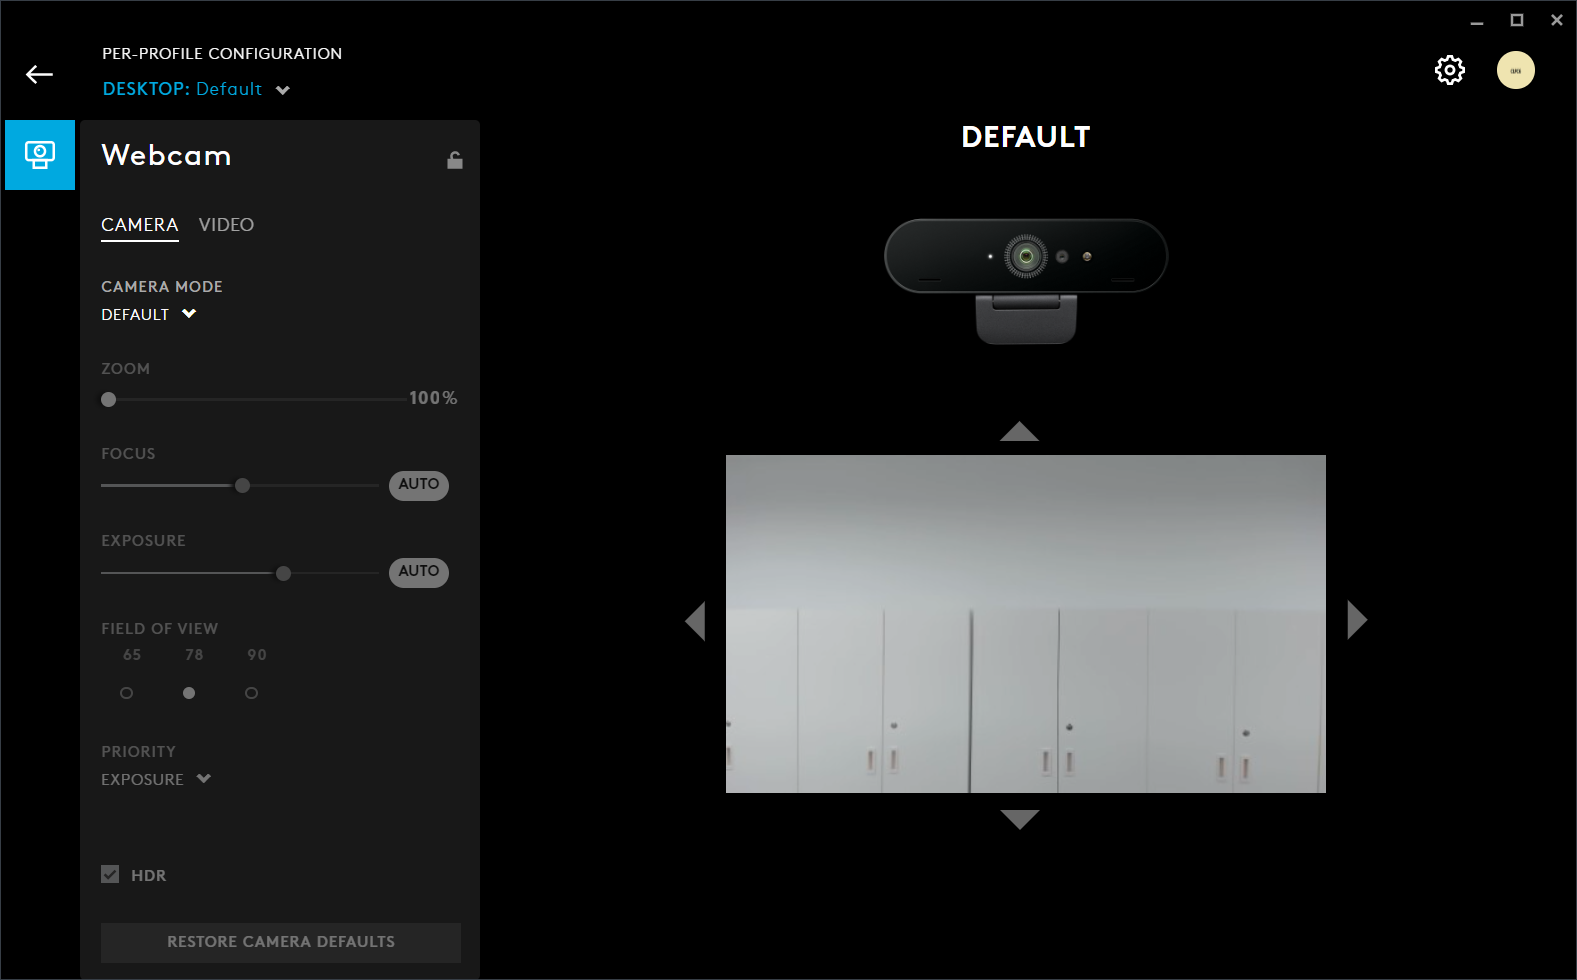 PER-PROFILE CONFIGURATION
DESKTOP: Default
Webcam
CAMERA VIDEO
CAMERA MODE
DEFAULT
ZOOM
100%
FOCUS
AUTO
EXPOSURE
AUTO
FIELD OF VIEW
65 78 90
PRIORITY
EXPOSURE
HDR
RESTORE CAMERA DEFAULTS
DEFAULT